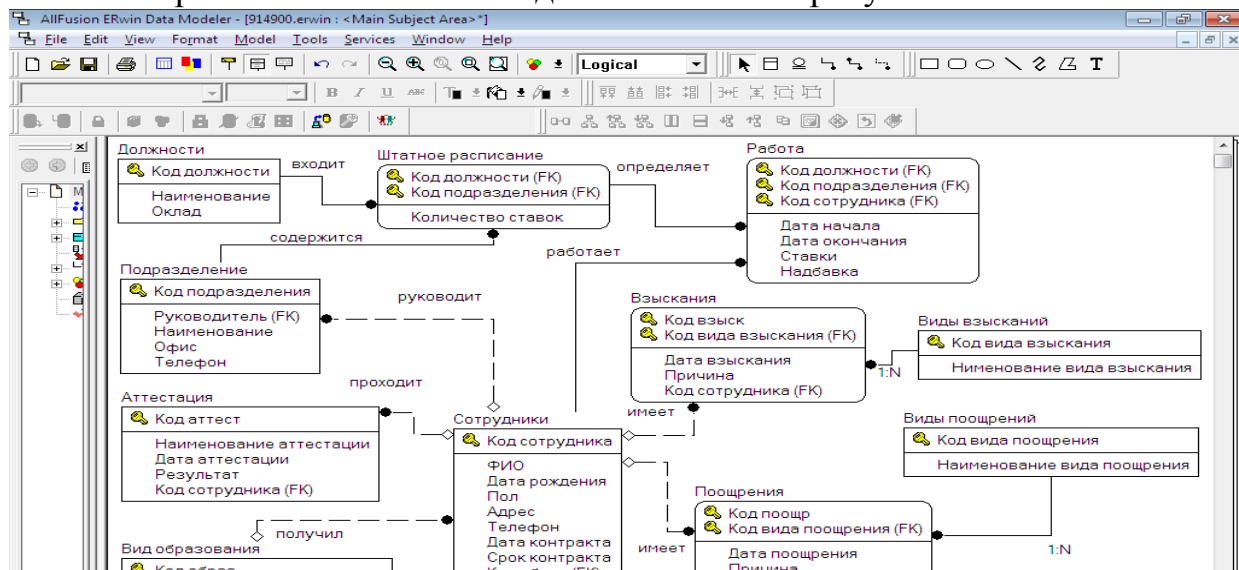 AllFusion ERwin Data Modeler - [914900.erwin : <Main Subject Area>*]
File Edit View Format Model Tools Services Window Help
Logical
T
B I U ABC
Должности
Код должности
Наименование
Оклад
входит
Штатное расписание
Код должности (FK)
Код подразделения (FK)
Количество ставок
определяет
Работа
Код должности (FK)
Код подразделения (FK)
Код сотрудника (FK)
Дата начала
Дата окончания
Ставки
Надбавка
содержится
работает
Подразделение
Код подразделения
Руководитель (FK)
Наименование
Офис
Телефон
руководит
Взыскания
Код взыск
Код вида взыскания (FK)
Дата взыскания
Причина
Код сотрудника (FK)
1:N
Виды взысканий
Код вида взыскания
Нименование вида взыскания
проходит
Аттестация
Код аттест
Наименование аттестации
Дата аттестации
Результат
Код сотрудника (FK)
имеет
Сотрудники
Код сотрудника
ФИО
Дата рождения
Пол
Адрес
Телефон
Дата контракта
Срок контракта
Виды поощрений
Код вида поощрения
Наименование вида поощрения
Поощрения
Код поощр
Код вида поощрения (FK)
Дата поощрения
Причина
имеет
1:N
получил
Вид образования